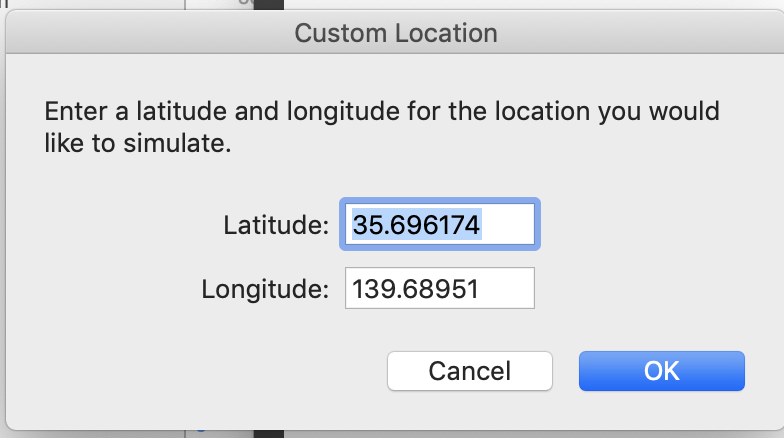 Custom Location
Enter a latitude and longitude for the location you would
like to simulate.
Latitude: 35.696174
Longitude: 139.68951
Cancel OK